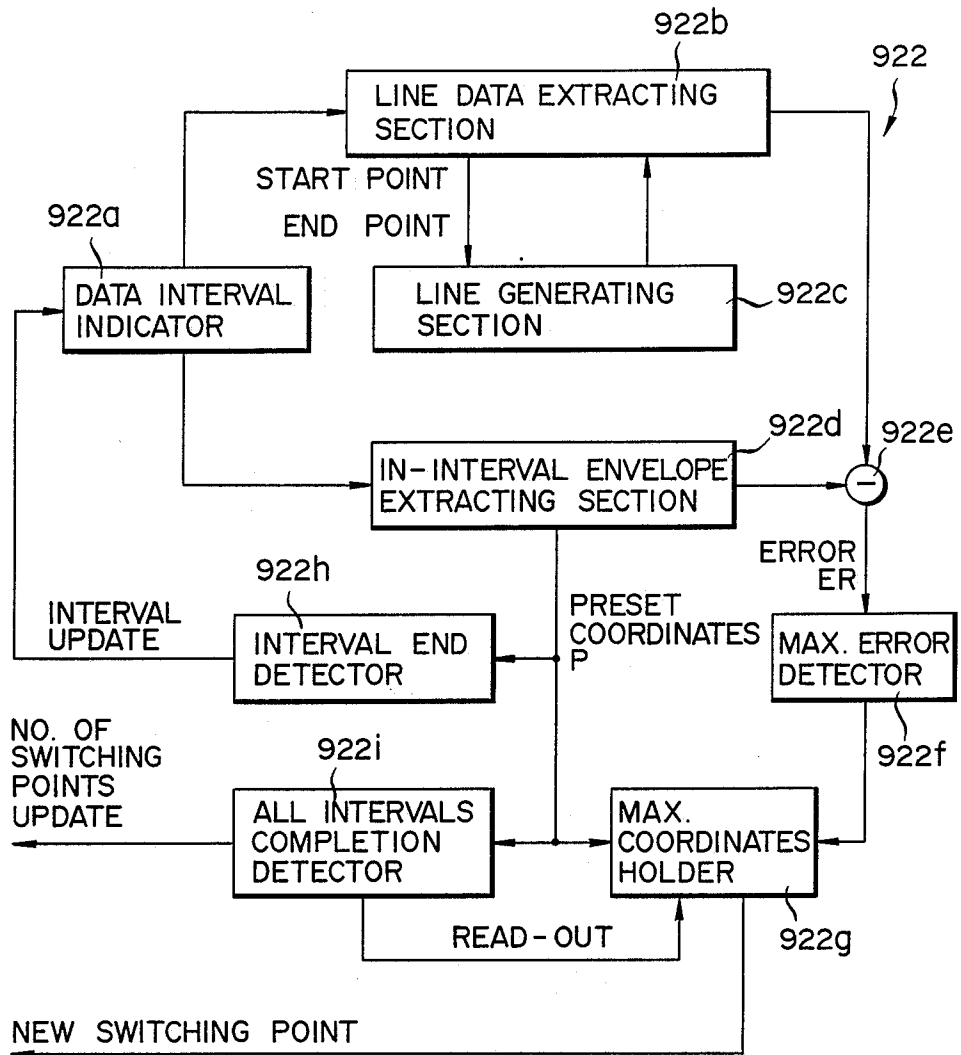 922b
922
LINE DATA EXTRACTING
SECTION
START POINT
END POINT
922a
DATA INTERVAL
INDICATOR
LINE GENERATING
SECTION
922c
922d
922e
IN-INTERVAL ENVELOPE
EXTRACTING SECTION
−
ERROR
ER
922h
INTERVAL
UPDATE
INTERVAL END
DETECTOR
PRESET
COORDINATES
P
MAX. ERROR
DETECTOR
922f
NO. OF
SWITCHING
POINTS
UPDATE
922i
ALL INTERVALS
COMPLETION
DETECTOR
MAX.
COORDINATES
HOLDER
922g
READ-OUT
NEW SWITCHING POINT